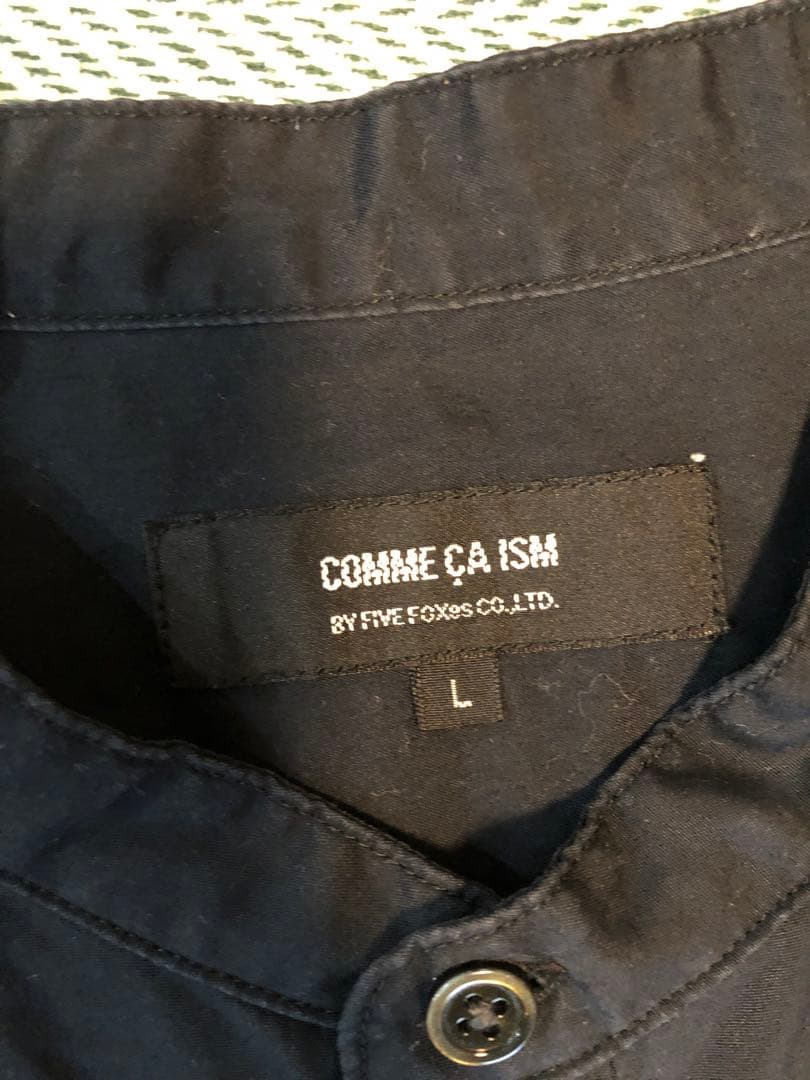 COMME ÇA ISM
BY FIVE FOXes CO.,LTD.
L